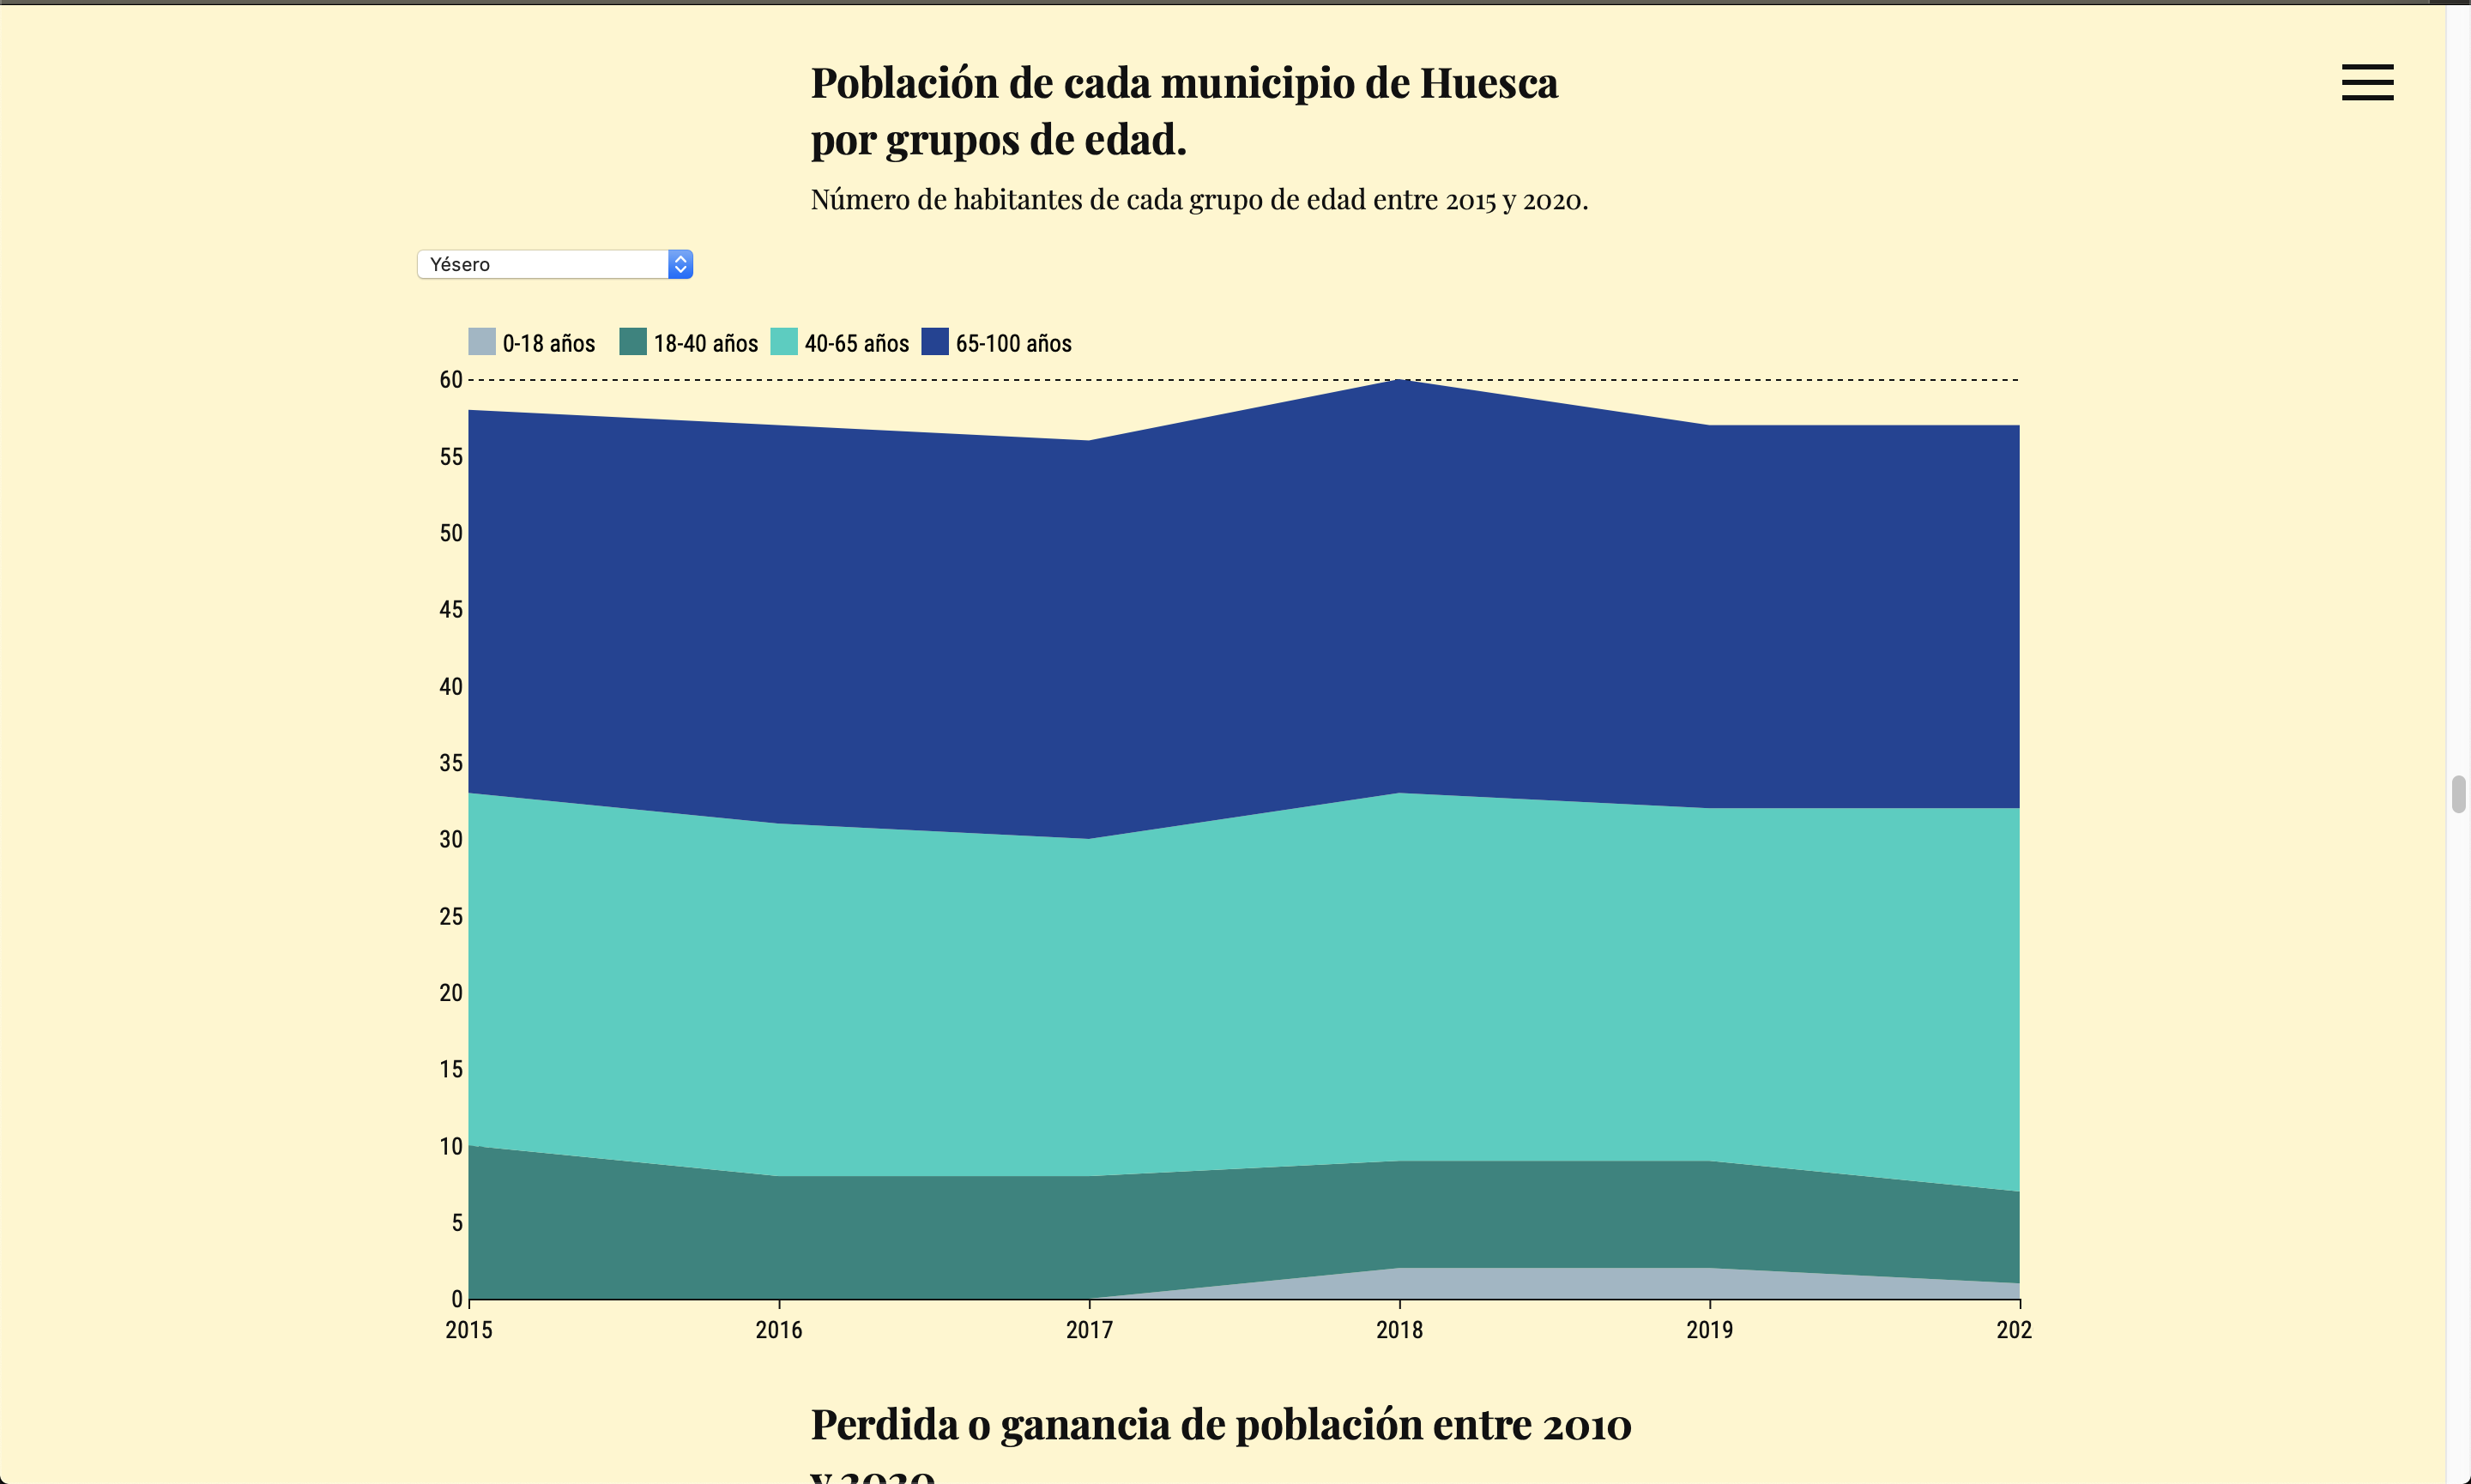 Población de cada municipio de Huesca
por grupos de edad.
Número de habitantes de cada grupo de edad entre 2015 y 2020.
Yésero
0-18 años 18-40 años 40-65 años 65-100 años
60
55
50
45
40
35
30
25
20
15
10
5
0
2015 2016 2017 2018 2019 202
Perdida o ganancia de población entre 2010
y 2020